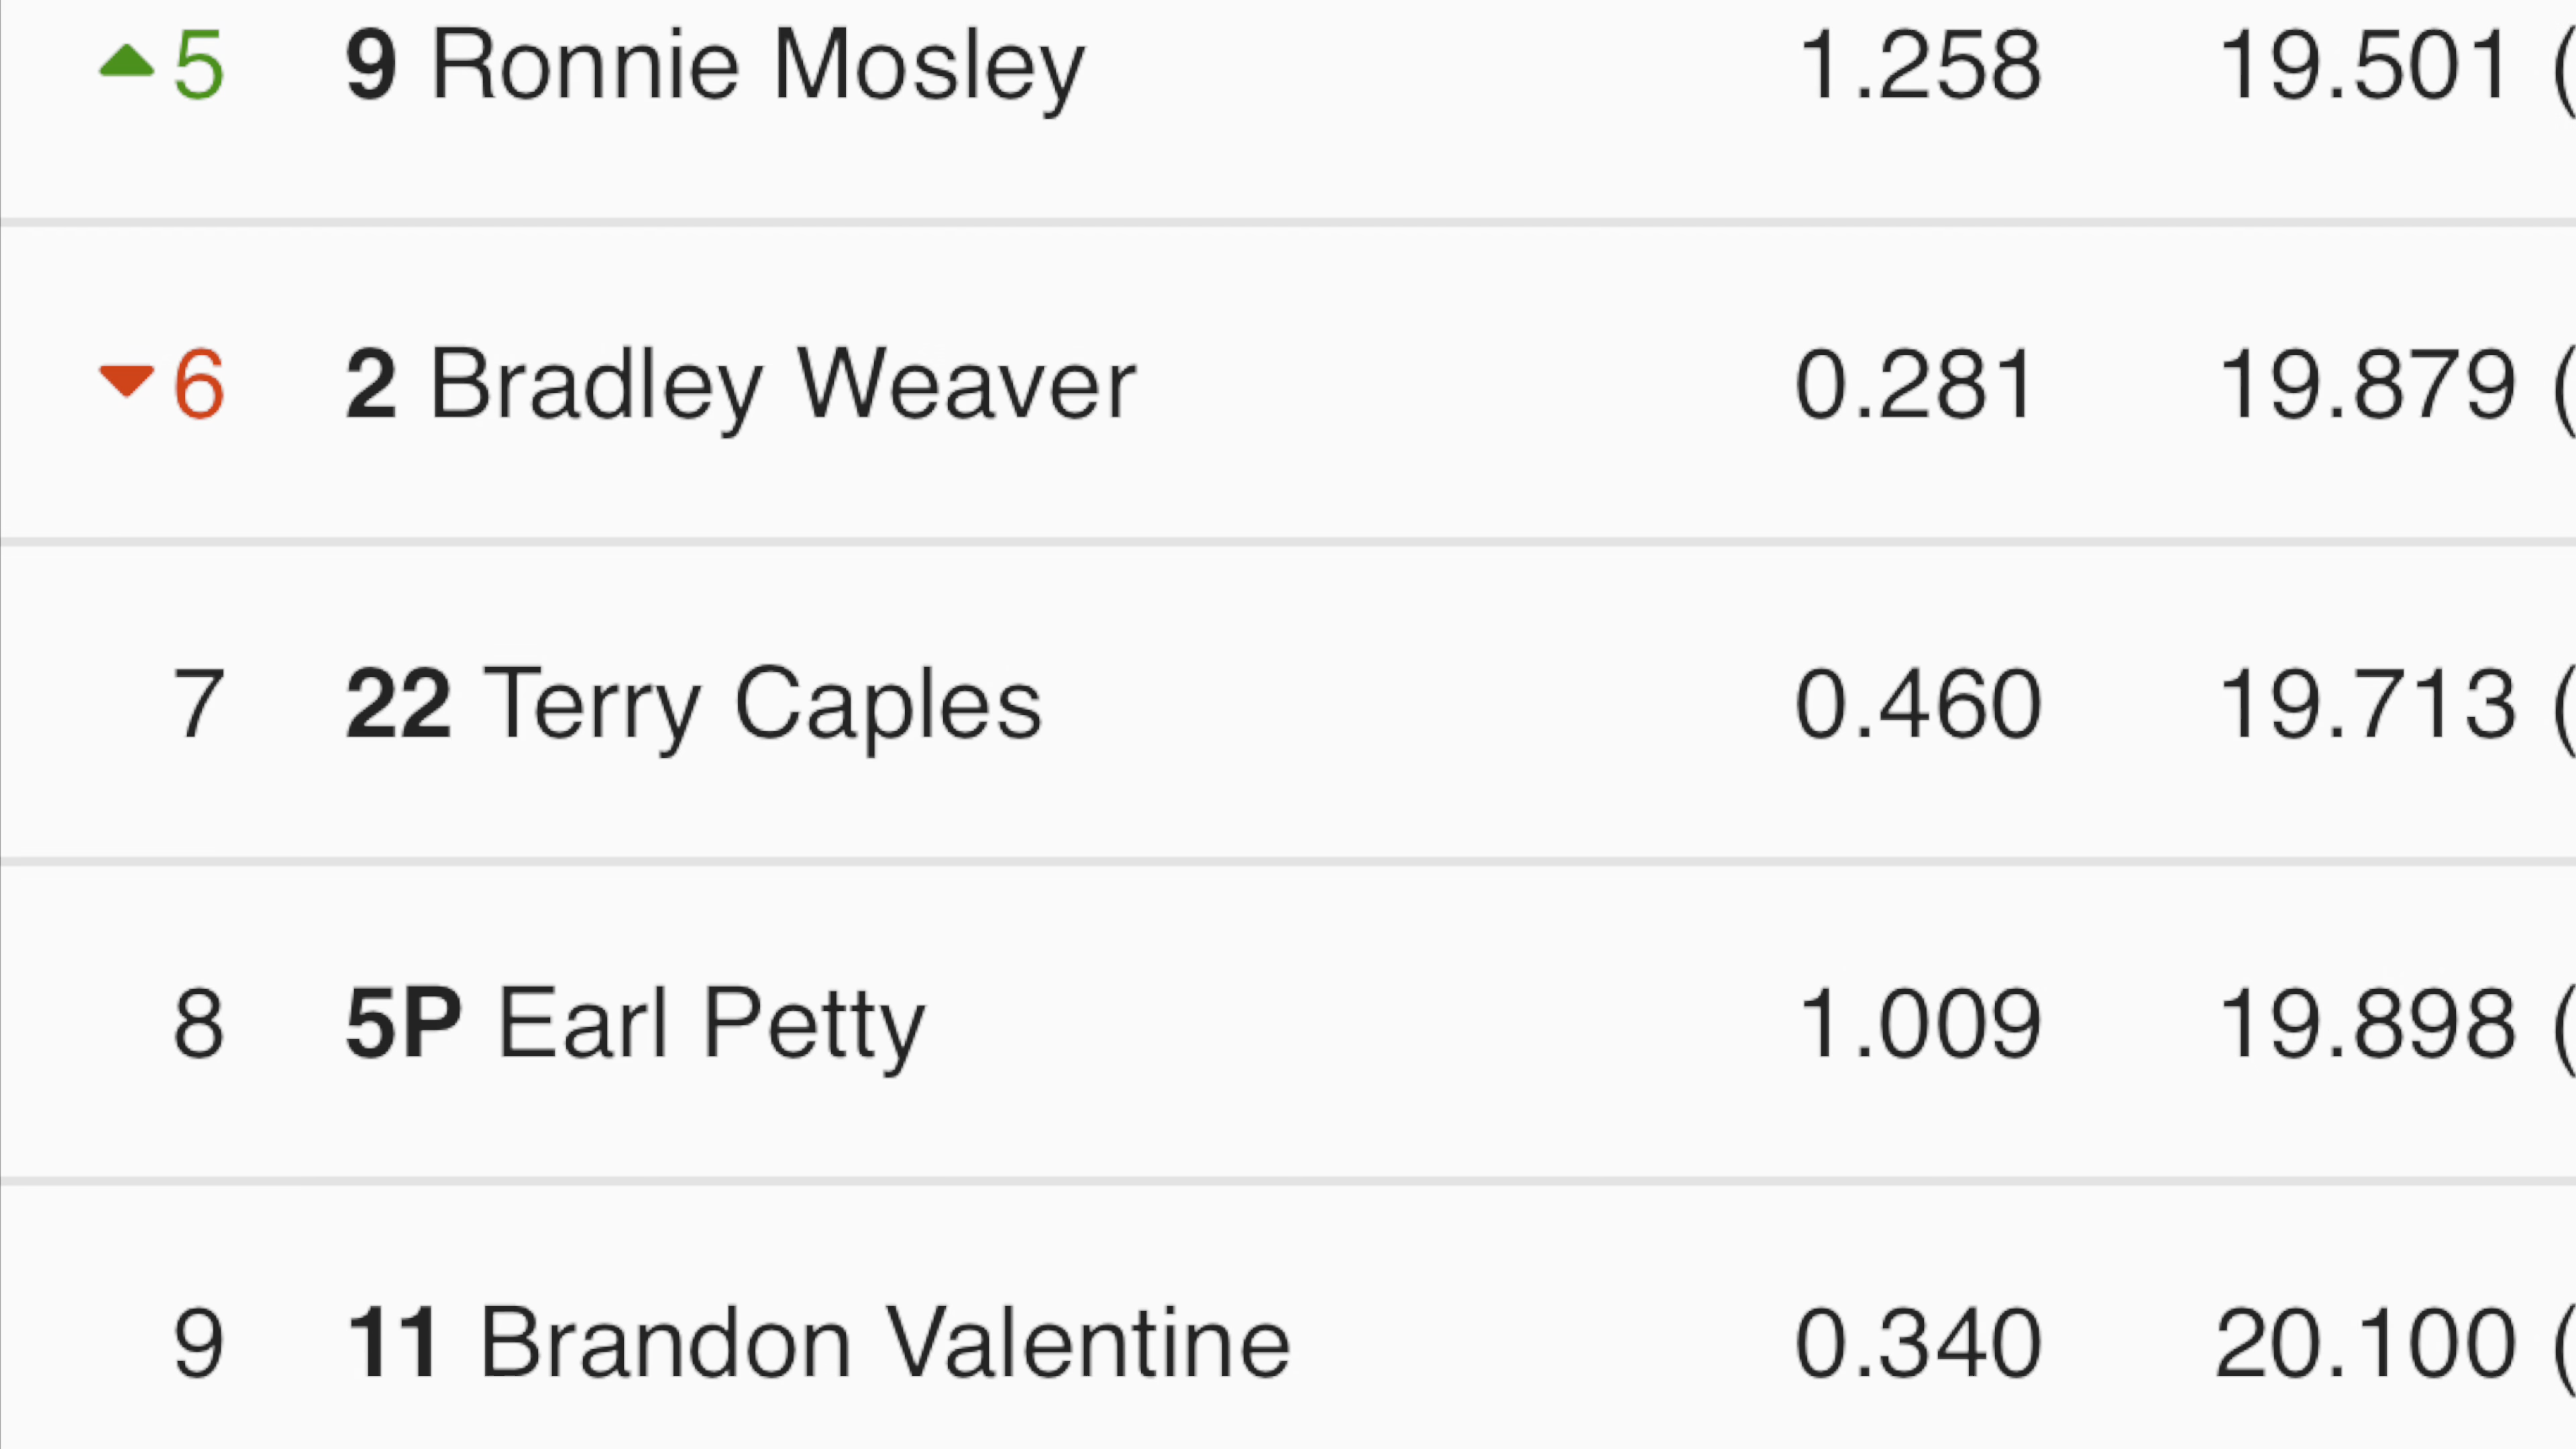 5 9 Ronnie Mosley 1.258 19.501 (
6 2 Bradley Weaver 0.281 19.879 (
7 22 Terry Caples 0.460 19.713 (
8 5P Earl Petty 1.009 19.898 (
9 11 Brandon Valentine 0.340 20.100 (